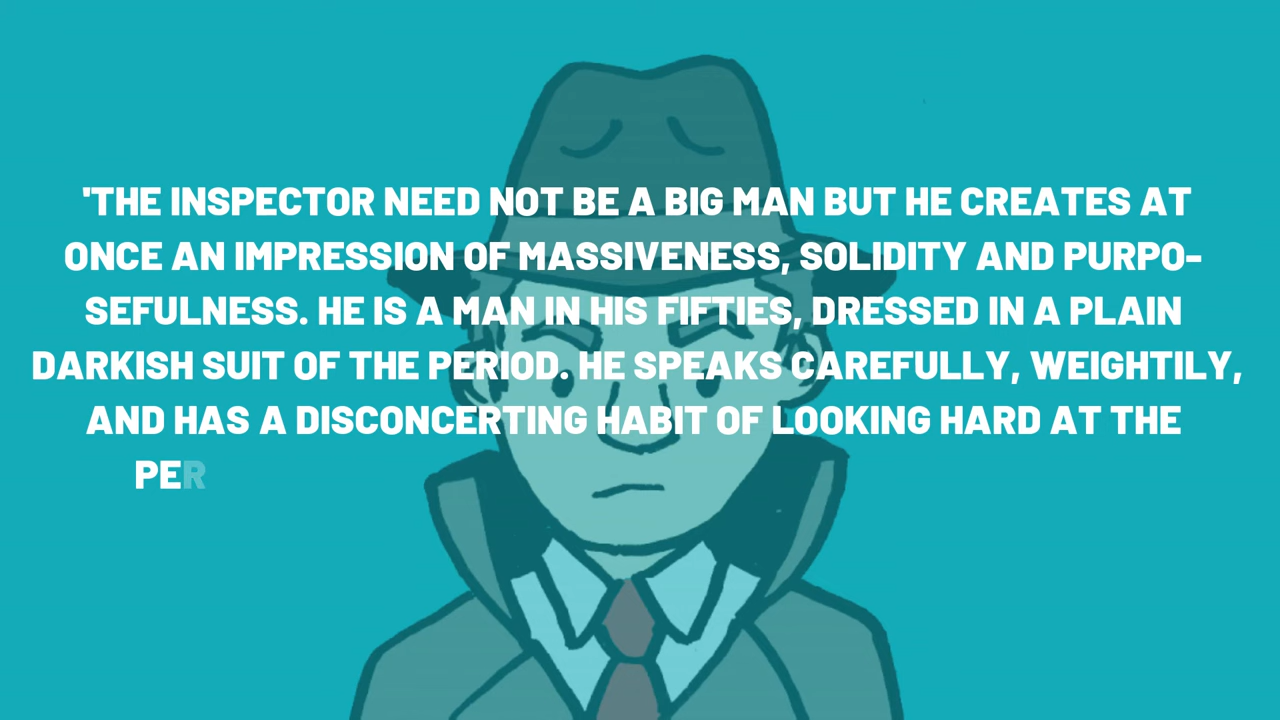 'THE INSPECTOR NEED NOT BE A BIG MAN BUT HE CREATES AT
ONCE AN IMPRESSION OF MASSIVENESS, SOLIDITY AND PURPO-
SEFULNESS. HE IS A MAN IN HIS FIFTIES, DRESSED IN A PLAIN
DARKISH SUIT OF THE PERIOD. HE SPEAKS CAREFULLY, WEIGHTILY,
AND HAS A DISCONCERTING HABIT OF LOOKING HARD AT THE
PER